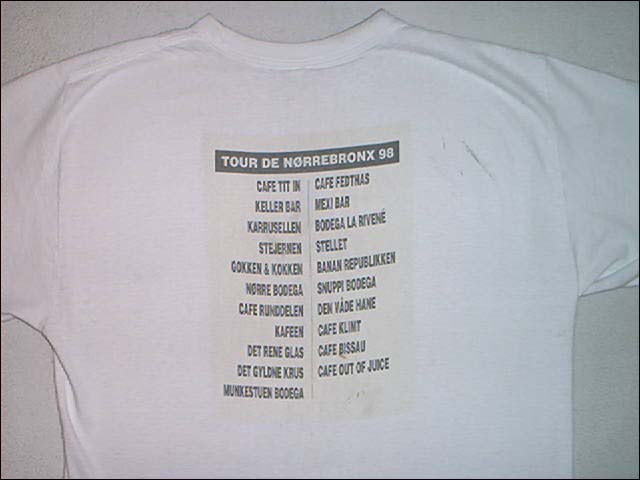 TOUR DE NØRREBRONX 98
CAFE TIT IN
KELLER BAR
KARRUSELLEN
STEJERNEN
GOKKEN & KOKKEN
NØRRE BODEGA
CAFE RUNDDELEN
KAFEEN
DET RENE GLAS
DET GYLDNE KRUS
MUNKESTUEN BODEGA
CAFE FEDTHAS
MEXI BAR
BODEGA LA RIVENÉ
STELLET
BANAN REPUBLIKKEN
SNUPPI BODEGA
DEN VÅDE HANE
CAFE KLIMT
CAFE BISSAU
CAFE OUT OF JUICE